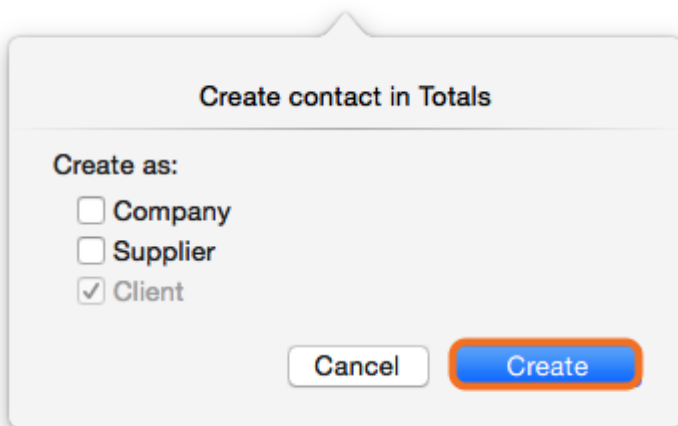 Create contact in Totals
Create as:
Company
Supplier
Client
Cancel
Create